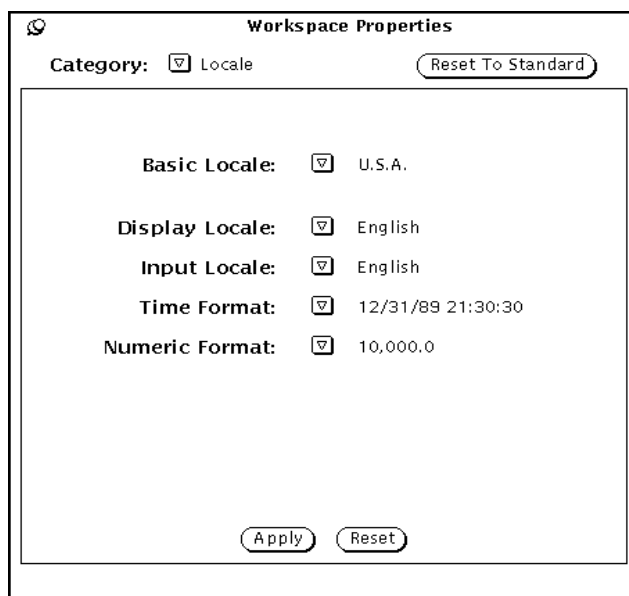 Workspace Properties
Category: Locale Reset To Standard
Basic Locale: U.S.A.
Display Locale: English
Input Locale: English
Time Format: 12/31/89 21:30:30
Numeric Format: 10,000.0
Apply Reset